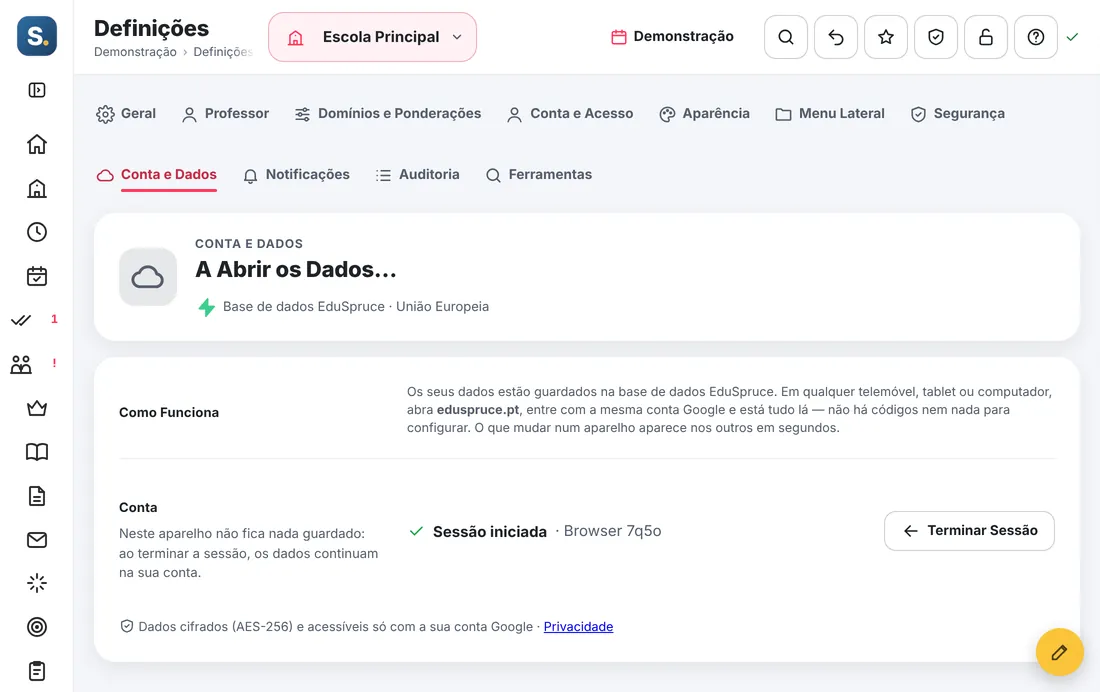 S.
Definições
Demonstração › Definições
Escola Principal
Demonstração
Geral
Professor
Domínios e Ponderações
Conta e Acesso
Aparência
Menu Lateral
Segurança
Conta e Dados
Notificações
Auditoria
Ferramentas
1
!
CONTA E DADOS
A Abrir os Dados...
Base de dados EduSpruce · União Europeia
Como Funciona
Os seus dados estão guardados na base de dados EduSpruce. Em qualquer telemóvel, tablet ou computador,
abra eduspruce.pt, entre com a mesma conta Google e está tudo lá — não há códigos nem nada para
configurar. O que mudar num aparelho aparece nos outros em segundos.
Conta
Neste aparelho não fica nada guardado:
ao terminar a sessão, os dados continuam
na sua conta.
Sessão iniciada · Browser 7q5o
Terminar Sessão
Dados cifrados (AES-256) e acessíveis só com a sua conta Google · Privacidade